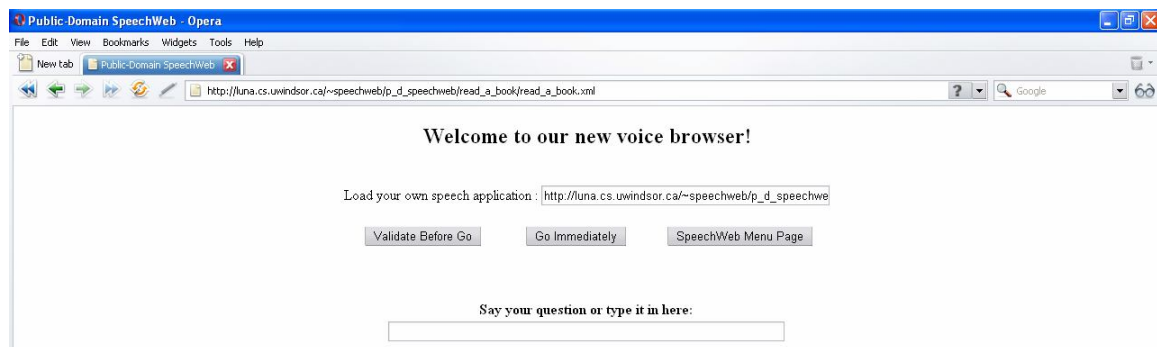 Public-Domain SpeechWeb - Opera
File Edit View Bookmarks Widgets Tools Help
New tab Public-Domain SpeechWeb
http://luna.cs.uwindsor.ca/~speechweb/p_d_speechweb/read_a_book/read_a_book.xml ? Google
Welcome to our new voice browser!
Load your own speech application : http://luna.cs.uwindsor.ca/~speechweb/p_d_speechwe
Validate Before Go Go Immediately SpeechWeb Menu Page
Say your question or type it in here: